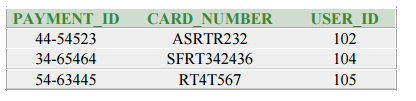 PAYMENT_ID CARD_NUMBER USER_ID
44-54523 ASRTR232 102
34-65464 SFRT342436 104
54-63445 RT4T567 105